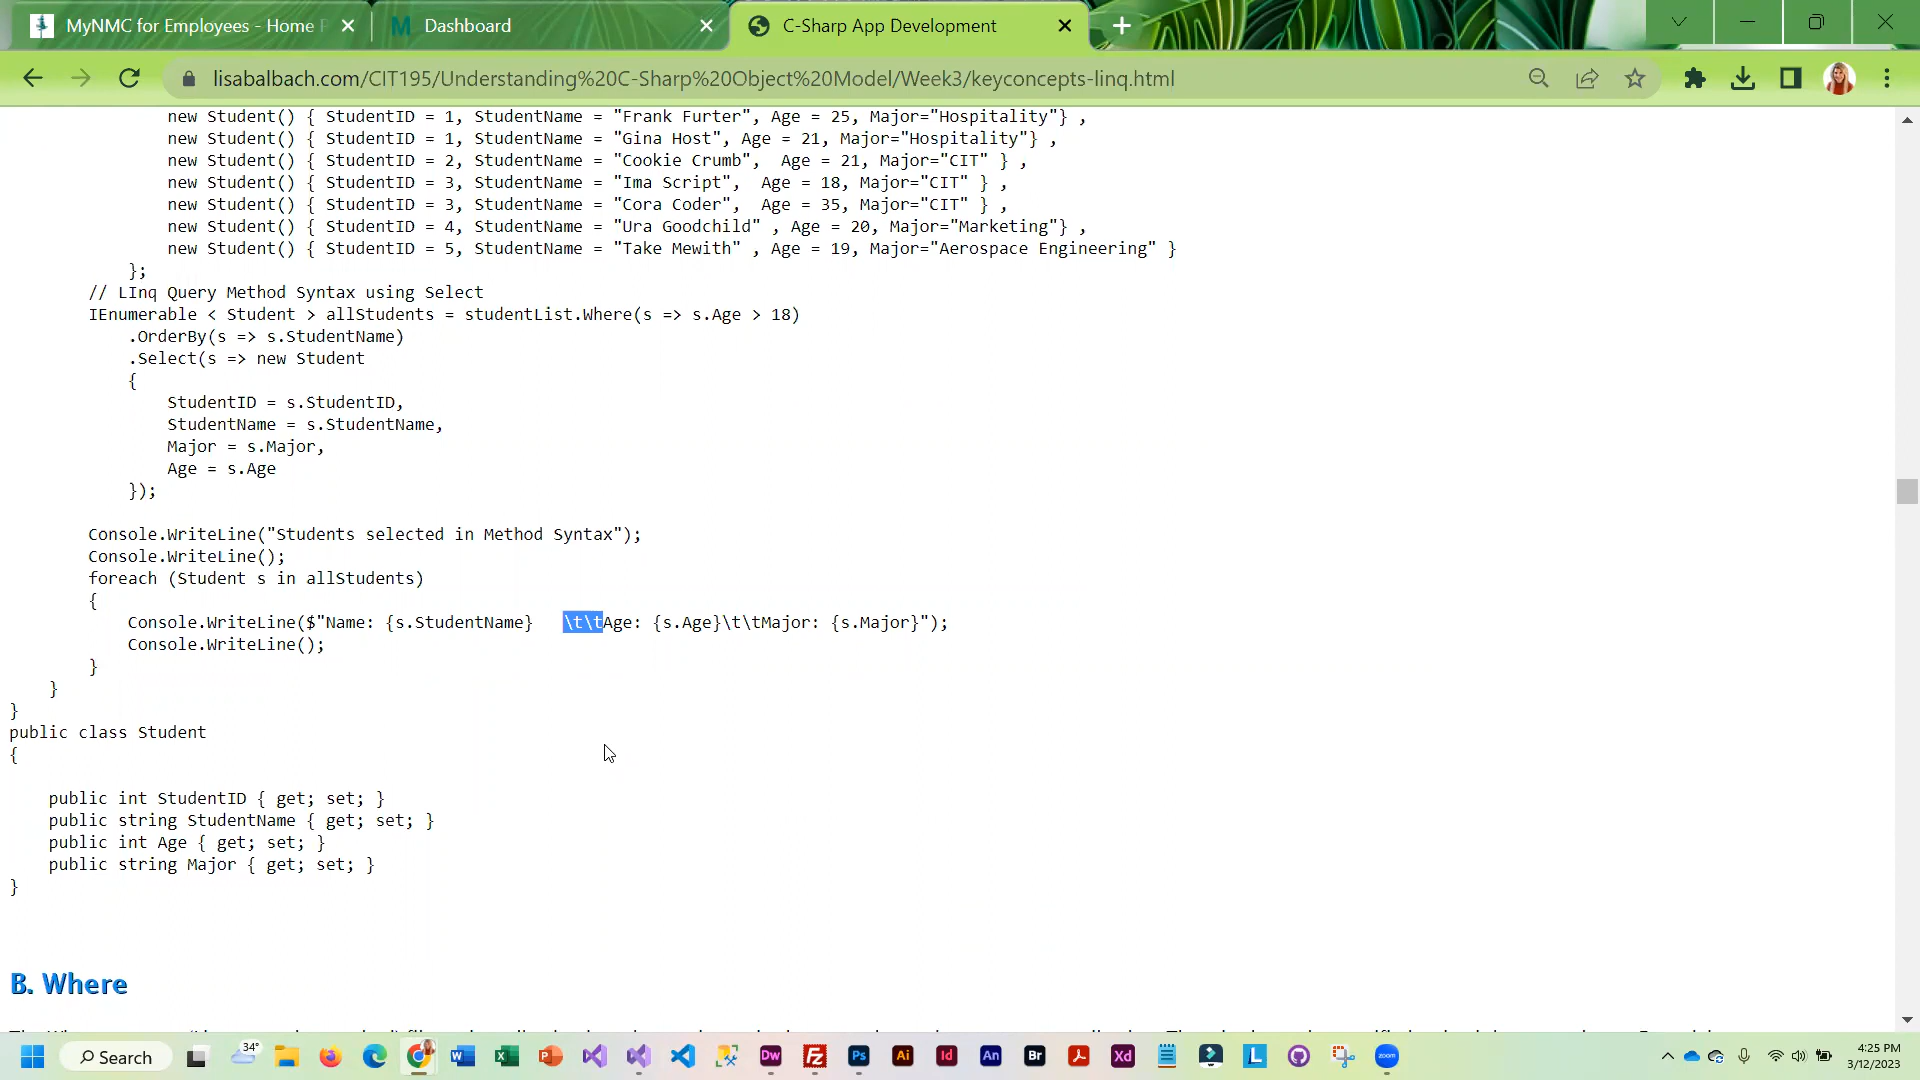 MyNMC for Employees - Home P
Dashboard
C-Sharp App Development
lisabalbach.com/CIT195/Understanding%20C-Sharp%20Object%20Model/Week3/keyconcepts-linq.html
new Student() { StudentID = 1, StudentName = "Frank Furter", Age = 25, Major="Hospitality"} ,
new Student() { StudentID = 1, StudentName = "Gina Host", Age = 21, Major="Hospitality"} ,
new Student() { StudentID = 2, StudentName = "Cookie Crumb",  Age = 21, Major="CIT" } ,
new Student() { StudentID = 3, StudentName = "Ima Script",  Age = 18, Major="CIT" } ,
new Student() { StudentID = 3, StudentName = "Cora Coder",  Age = 35, Major="CIT" } ,
new Student() { StudentID = 4, StudentName = "Ura Goodchild" , Age = 20, Major="Marketing"} ,
new Student() { StudentID = 5, StudentName = "Take Mewith" , Age = 19, Major="Aerospace Engineering" }
};
// LInq Query Method Syntax using Select
IEnumerable < Student > allStudents = studentList.Where(s => s.Age > 18)
.OrderBy(s => s.StudentName)
.Select(s => new Student
{
StudentID = s.StudentID,
StudentName = s.StudentName,
Major = s.Major,
Age = s.Age
});
Console.WriteLine("Students selected in Method Syntax");
Console.WriteLine();
foreach (Student s in allStudents)
{
Console.WriteLine($"Name: {s.StudentName}   \t\tAge: {s.Age}\t\tMajor: {s.Major}");
Console.WriteLine();
}
}
}
public class Student
{
public int StudentID { get; set; }
public string StudentName { get; set; }
public int Age { get; set; }
public string Major { get; set; }
}
B. Where
34°
Search
4:25 PM
3/12/2023